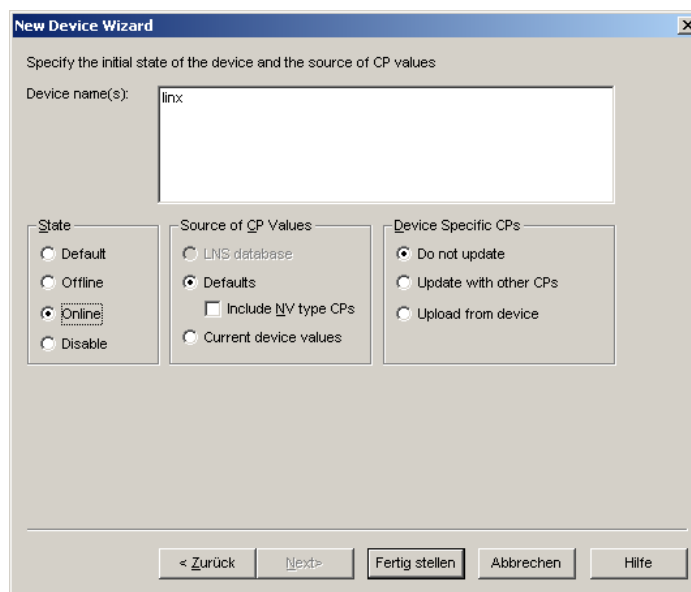 New Device Wizard
Specify the initial state of the device and the source of CP values
Device name(s):
linx
State
Default
Offline
Online
Disable
Source of CP Values
LNS database
Defaults
Include NV type CPs
Current device values
Device Specific CPs
Do not update
Update with other CPs
Upload from device
< Zurück
Next>
Fertig stellen
Abbrechen
Hilfe